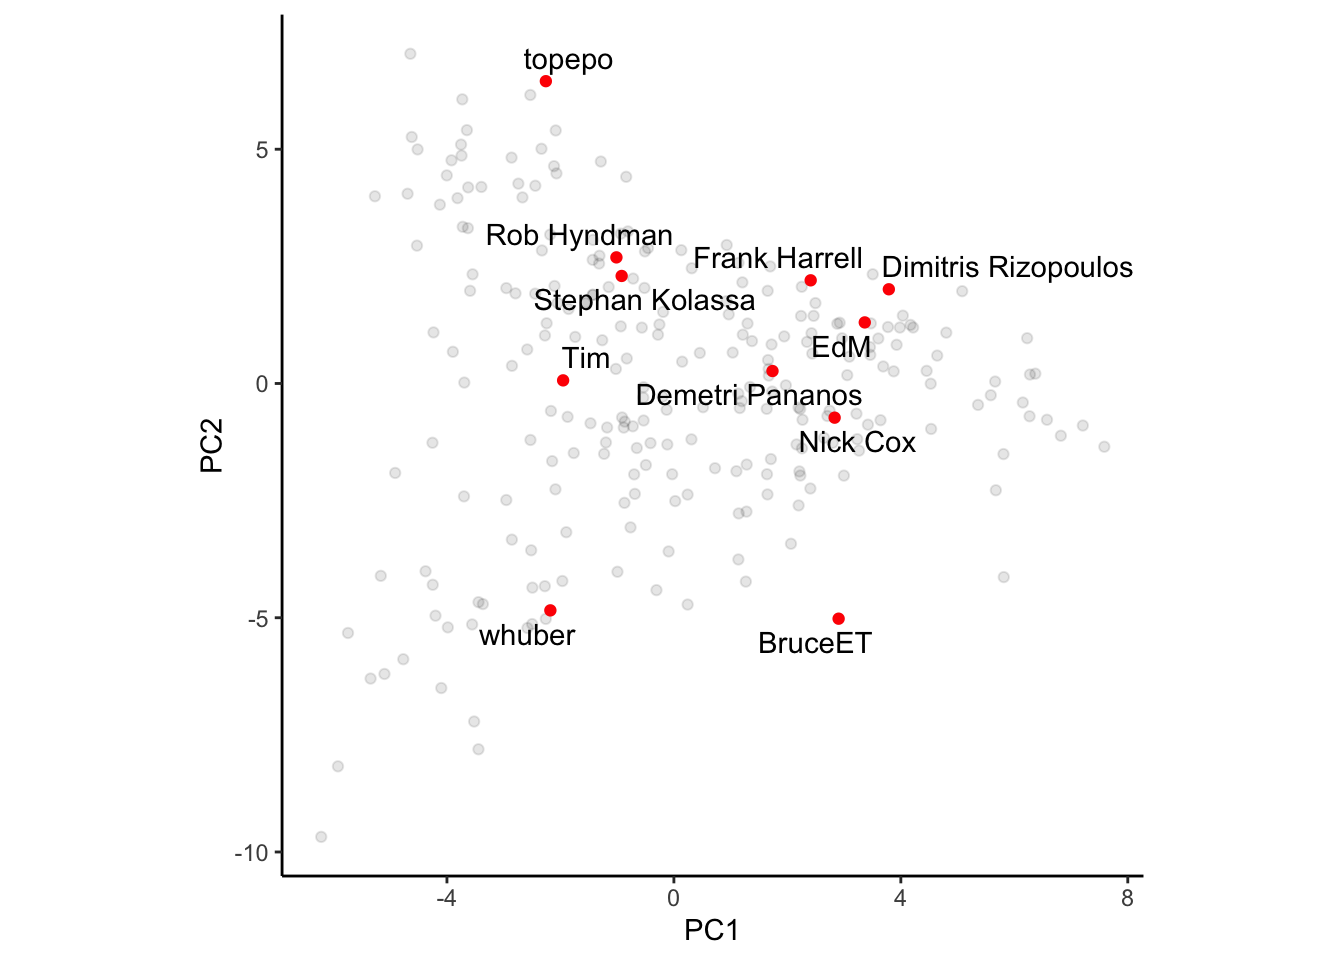 topepo
5
Rob Hyndman
Frank Harrell
Dimitris Rizopoulos
Stephan Kolassa
EdM
Tim
0
Demetri Pananos
Nick Cox
PC2
-5
whuber
BruceET
-10
-4
0
4
8
PC1